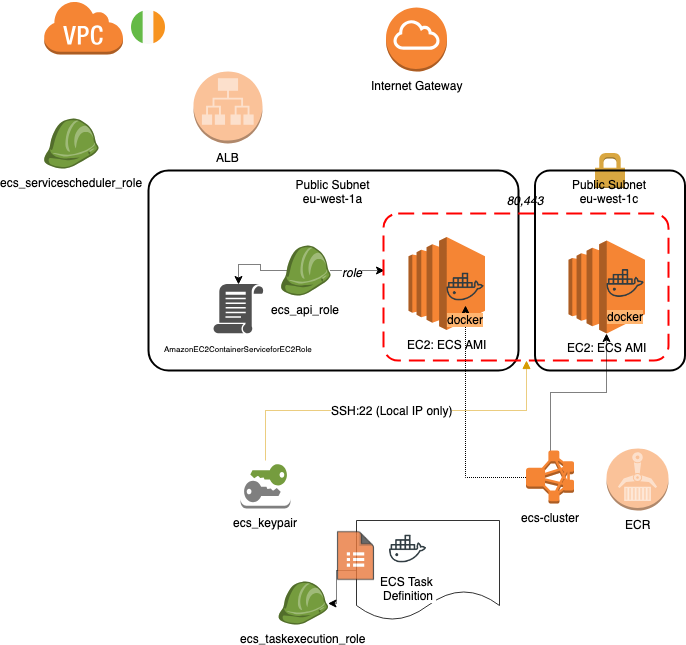 VPC
Internet Gateway
ALB
ecs_servicescheduler_role
Public Subnet
eu-west-1a
Public Subnet
eu-west-1c
80,443
role
ecs_api_role
docker
docker
EC2: ECS AMI
EC2: ECS AMI
AmazonEC2ContainerServiceforEC2Role
SSH:22 (Local IP only)
ecs_keypair
ecs-cluster
ECR
ECS Task
Definition
ecs_taskexecution_role